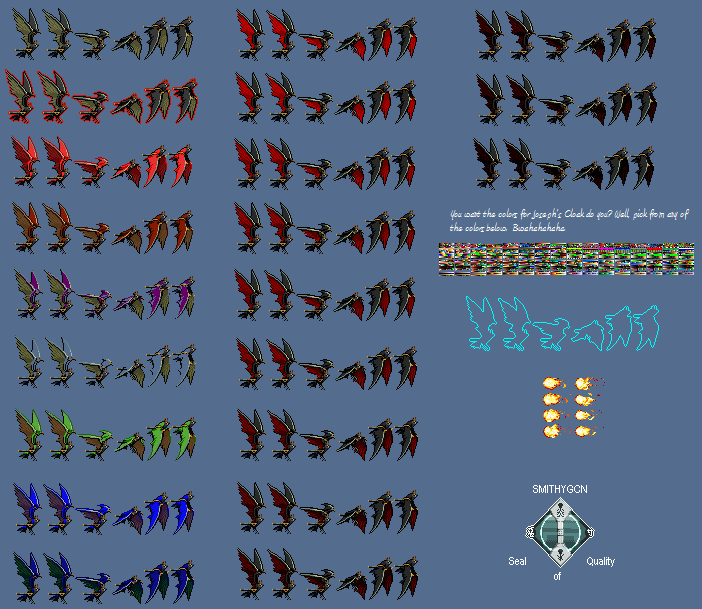 You want the colors for Joseph's Cloak do you? Well, pick from any of
the colors below. Bwahahahaha.
SMITHYGCN
Seal
Quality
of